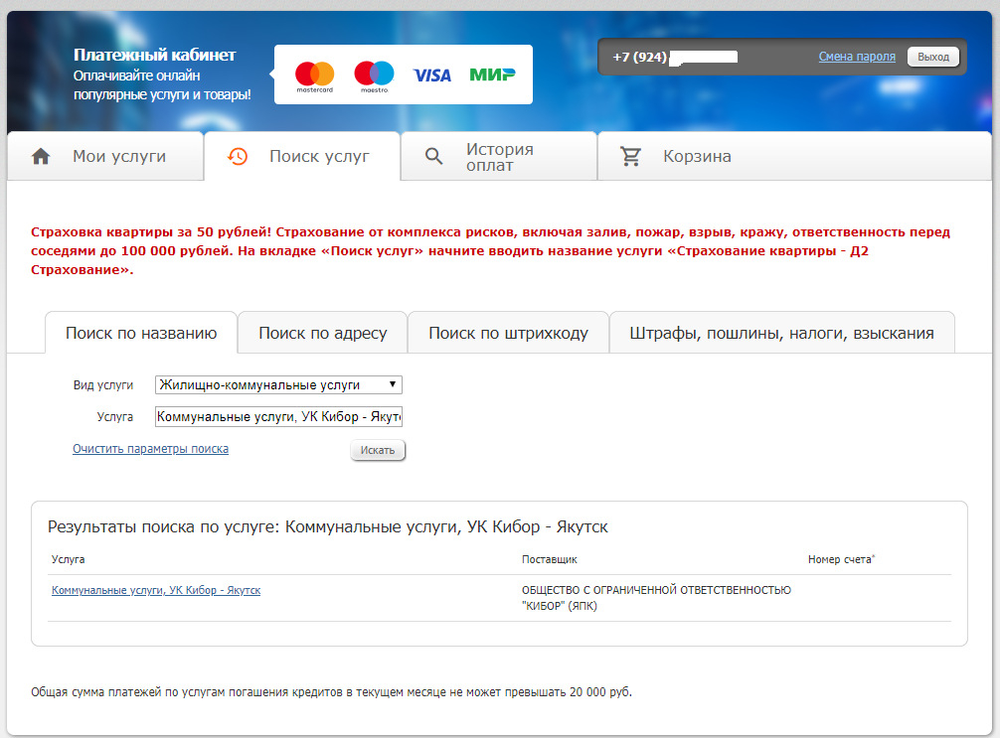 Платежный кабинет
Оплачивайте онлайн
популярные услуги и товары!
mastercard
maestro
VISA
МИР
+7 (924)
Смена пароля
Выход
Мои услуги
Поиск услуг
История
оплат
Корзина
Страховка квартиры за 50 рублей! Страхование от комплекса рисков, включая залив, пожар, взрыв, кражу, ответственность перед
соседями до 100 000 рублей. На вкладке «Поиск услуг» начните вводить название услуги «Страхование квартиры - Д2
Страхование».
Поиск по названию
Поиск по адресу
Поиск по штрихкоду
Штрафы, пошлины, налоги, взыскания
Вид услуги
Жилищно-коммунальные услуги
Услуга
Коммунальные услуги, УК Кибор - Якут
Очистить параметры поиска
Искать
Результаты поиска по услуге: Коммунальные услуги, УК Кибор - Якутск
Услуга
Поставщик
Номер счета*
Коммунальные услуги, УК Кибор - Якутск
ОБЩЕСТВО С ОГРАНИЧЕННОЙ ОТВЕТСТВЕННОСТЬЮ
"КИБОР" (ЯПК)
Общая сумма платежей по услугам погашения кредитов в текущем месяце не может превышать 20 000 руб.